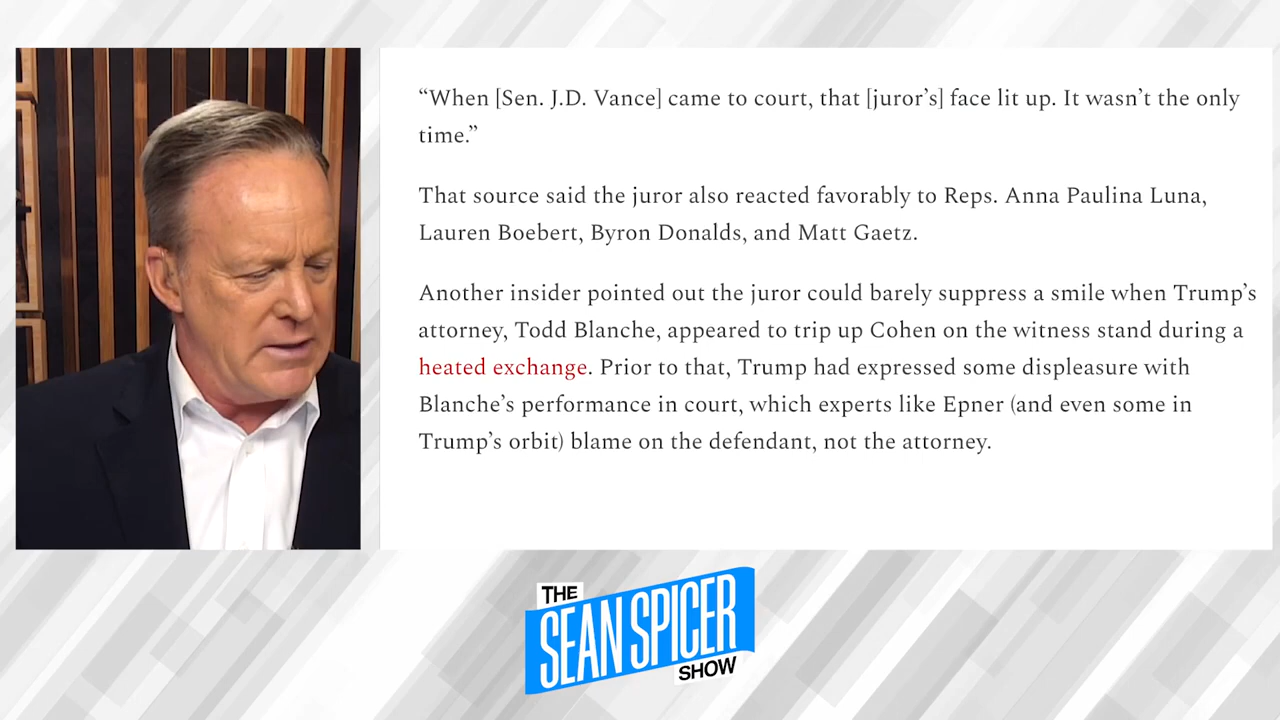 “When [Sen. J.D. Vance] came to court, that [juror’s] face lit up. It wasn’t the only
time.”
That source said the juror also reacted favorably to Reps. Anna Paulina Luna,
Lauren Boebert, Byron Donalds, and Matt Gaetz.
Another insider pointed out the juror could barely suppress a smile when Trump’s
attorney, Todd Blanche, appeared to trip up Cohen on the witness stand during a
heated exchange. Prior to that, Trump had expressed some displeasure with
Blanche’s performance in court, which experts like Epner (and even some in
Trump’s orbit) blame on the defendant, not the attorney.
THE
SEAN SPICER
SHOW